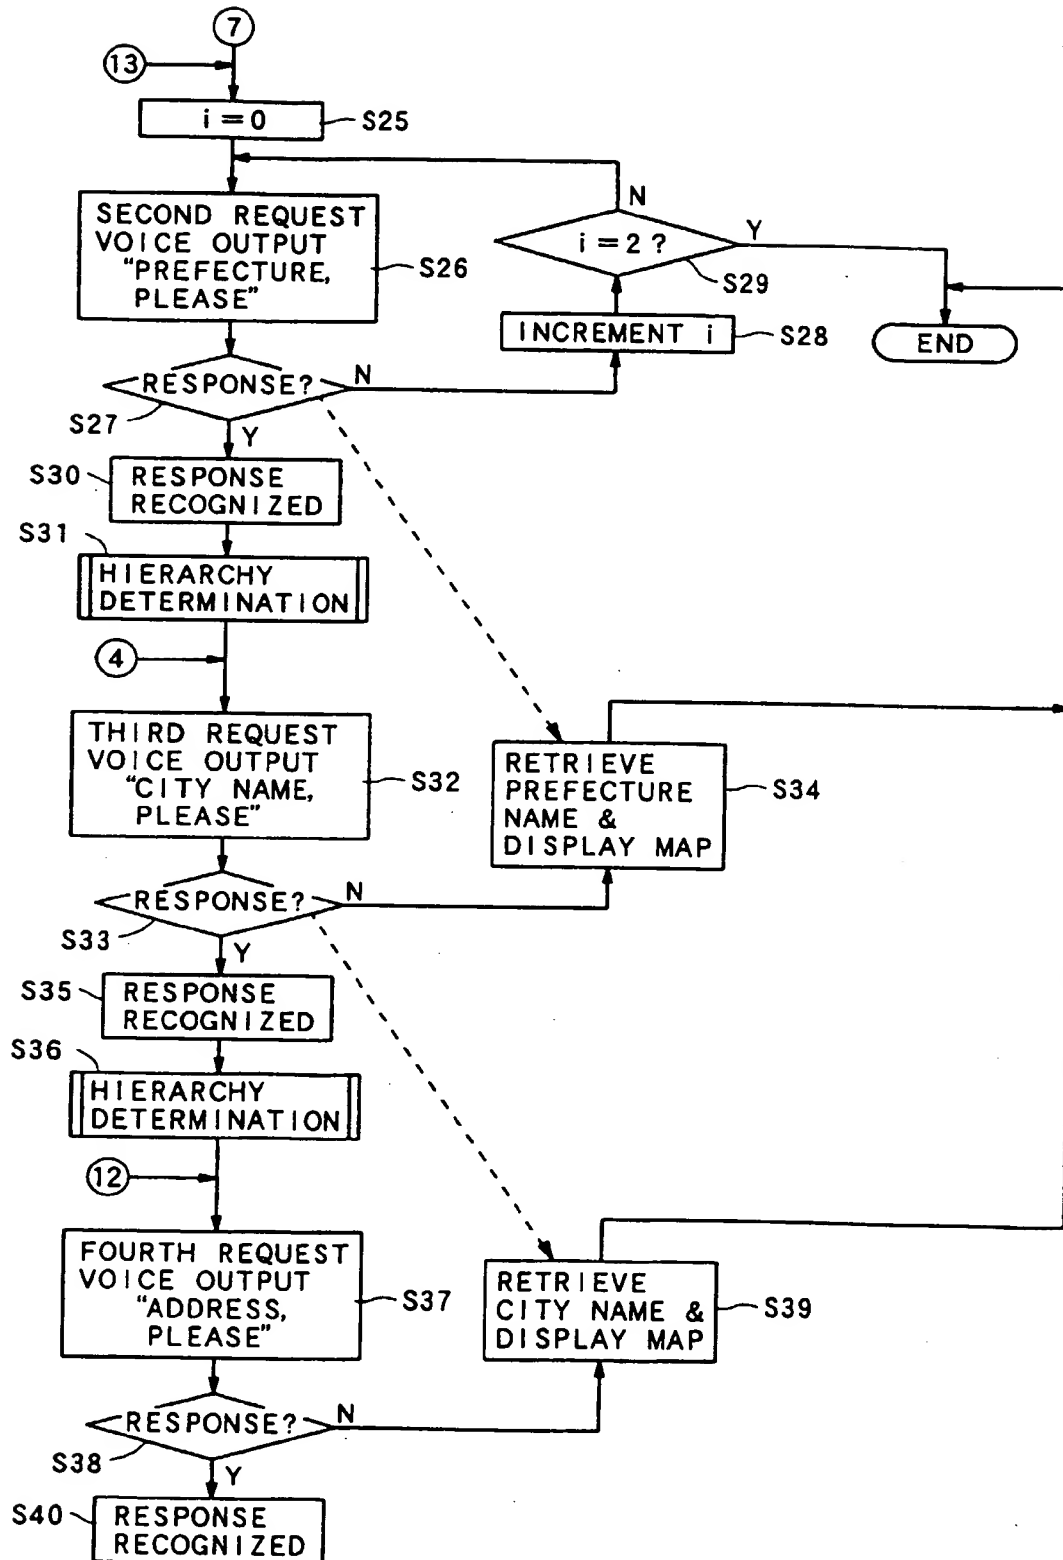 7
13
i=0
S25
SECOND REQUEST
VOICE OUTPUT
"PREFECTURE,
PLEASE"
S26
N
i=2?
Y
S29
INCREMENT i
S28
END
RESPONSE?
N
S27
Y
S30
RESPONSE
RECOGNIZED
S31
HIERARCHY
DETERMINATION
4
THIRD REQUEST
VOICE OUTPUT
"CITY NAME,
PLEASE"
S32
RETRIEVE
PREFECTURE
NAME &
DISPLAY MAP
S34
RESPONSE?
N
S33
Y
S35
RESPONSE
RECOGNIZED
S36
HIERARCHY
DETERMINATION
12
FOURTH REQUEST
VOICE OUTPUT
"ADDRESS,
PLEASE"
S37
RETRIEVE
CITY NAME &
DISPLAY MAP
S39
RESPONSE?
N
S38
Y
S40
RESPONSE
RECOGNIZED